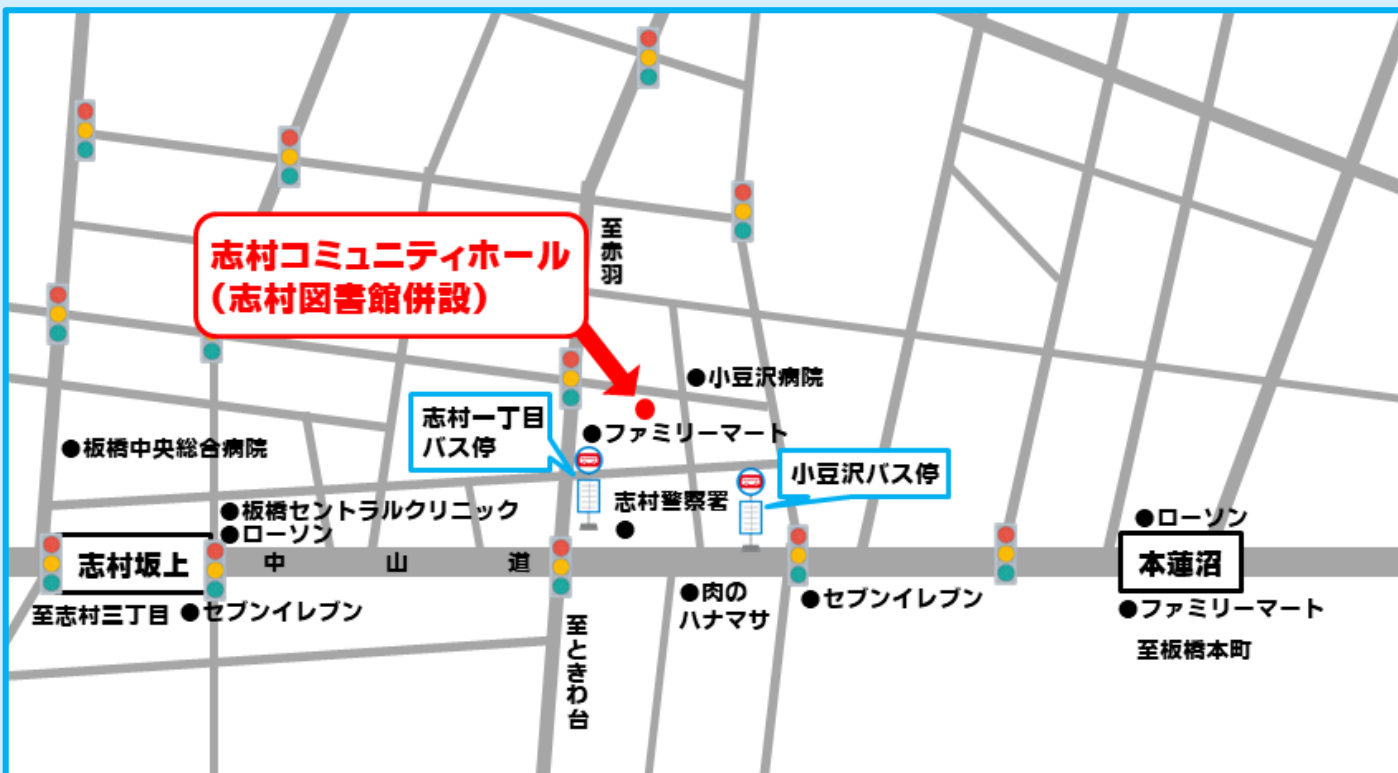 至赤羽
志村コミュニティホール
(志村図書館併設)
●小豆沢病院
志村一丁目
バス停
●ファミリーマート
●板橋中央総合病院
小豆沢バス停
志村警察署
●
●板橋セントラルクリニック
●ローソン
●ローソン
志村坂上
中山道
本蓮沼
至志村三丁目
●セブンイレブン
●肉の
ハナマサ
●セブンイレブン
●ファミリーマート
至ときわ台
至板橋本町